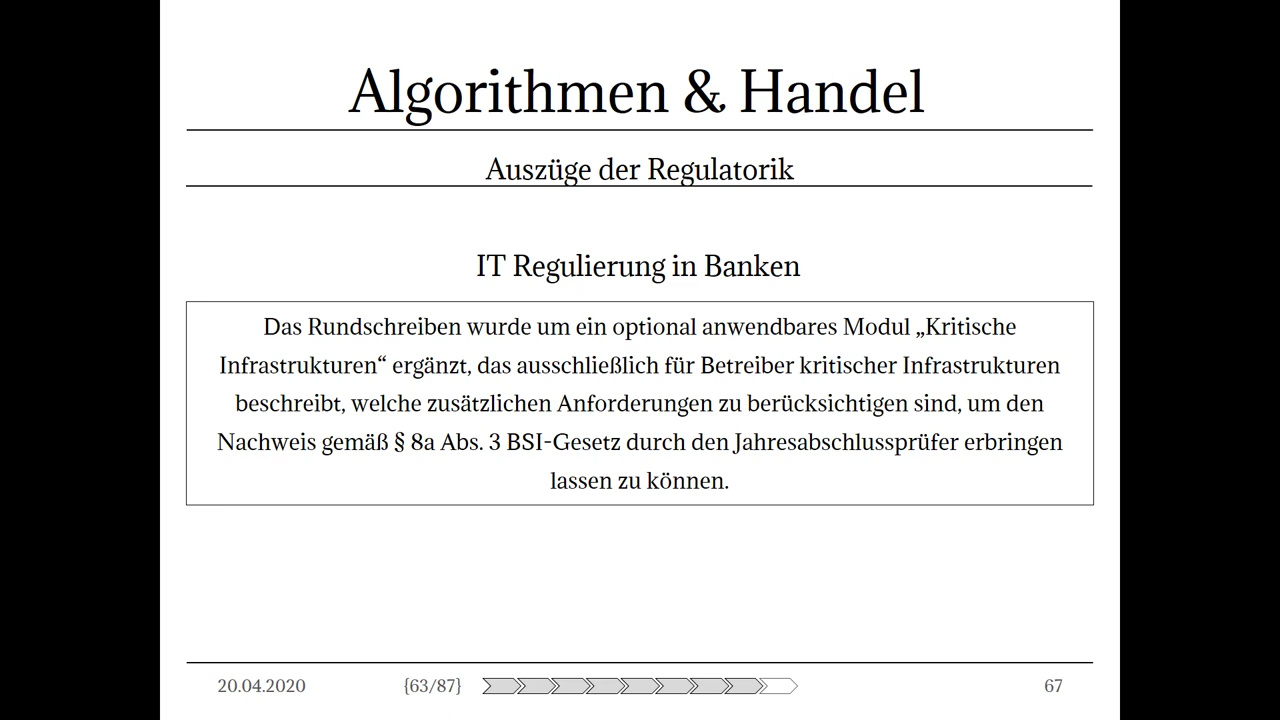 Algorithmen & Handel
Auszüge der Regulatorik
IT Regulierung in Banken
Das Rundschreiben wurde um ein optional anwendbares Modul „Kritische
Infrastrukturen“ ergänzt, das ausschließlich für Betreiber kritischer Infrastrukturen
beschreibt, welche zusätzlichen Anforderungen zu berücksichtigen sind, um den
Nachweis gemäß § 8a Abs. 3 BSI-Gesetz durch den Jahresabschlussprüfer erbringen
lassen zu können.
20.04.2020 {63/87} 67